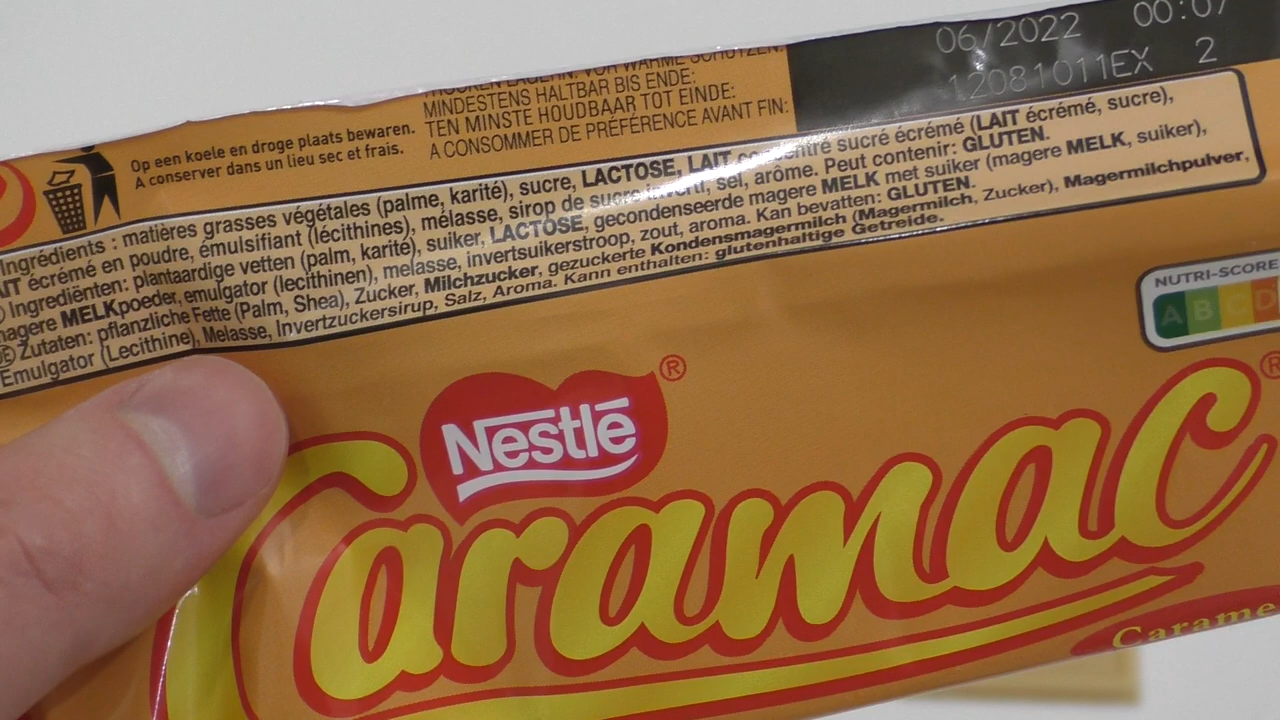 06/2022 00:07
12081011EX 2
TROCKEN LAGERN. VOR WÄRME SCHÜTZEN.
MINDESTENS HALTBAR BIS ENDE:
TEN MINSTE HOUDBAAR TOT EINDE:
A CONSOMMER DE PRÉFÉRENCE AVANT FIN:
Op een koele en droge plaats bewaren.
A conserver dans un lieu sec et frais.
Ingrédients : matières grasses végétales (palme, karité), sucre, LACTOSE, LAIT concentré sucré écrémé (LAIT écrémé, sucre),
LAIT écrémé en poudre, émulsifiant (lécithines), mélasse, sirop de sucre inverti, sel, arôme. Peut contenir: GLUTEN.
Ingrediënten: plantaardige vetten (palm, karité), suiker, LACTOSE, gecondenseerde magere MELK met suiker (magere MELK, suiker),
magere MELKpoeder, emulgator (lecithinen), melasse, invertsuikerstroop, zout, aroma. Kan bevatten: GLUTEN.
DE Zutaten: pflanzliche Fette (Palm, Shea), Zucker, Milchzucker, gezuckerte Kondensmagermilch (Magermilch, Zucker), Magermilchpulver,
Emulgator (Lecithine), Melasse, Invertzuckersirup, Salz, Aroma. Kann enthalten: glutenhaltige Getreide.
NUTRI-SCORE
A B C D
Nestlé ®
Caramac ®
Carame